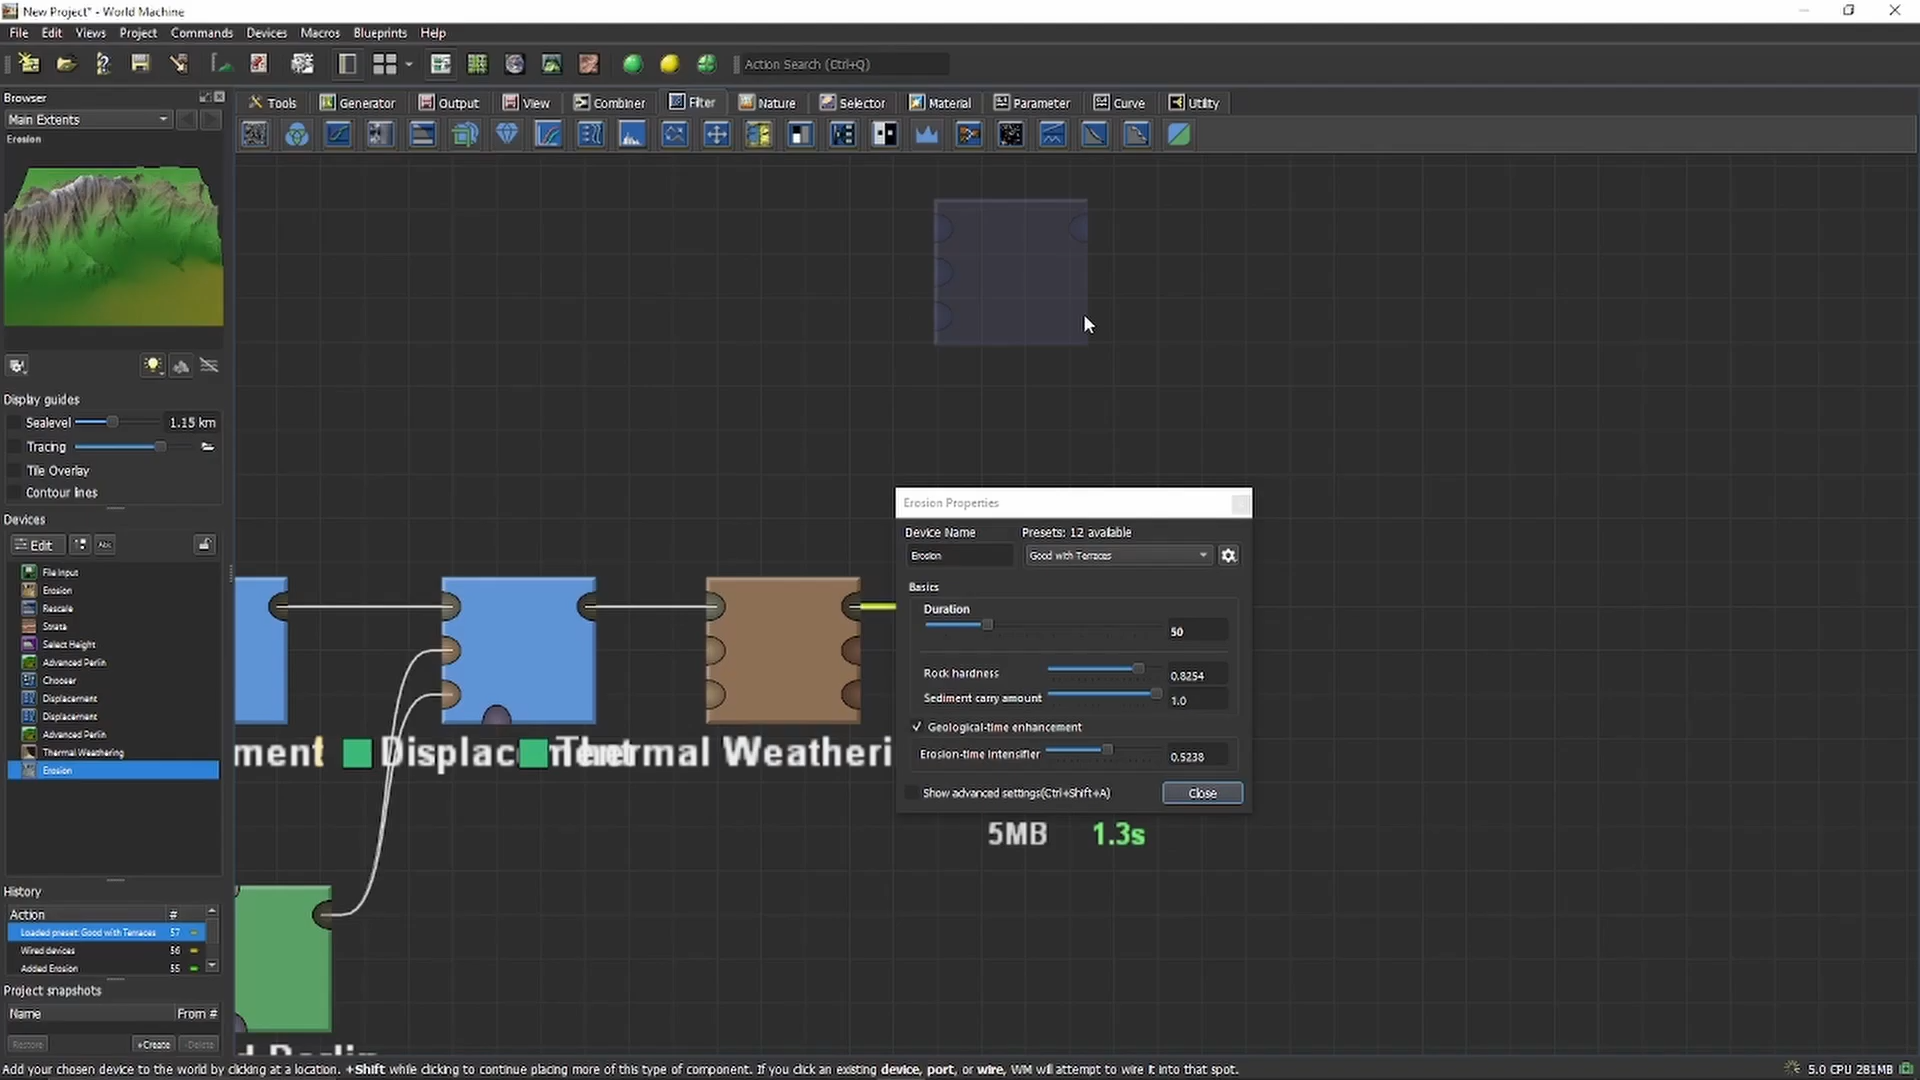 New Project* - World Machine
File Edit Views Project Commands Devices Macros Blueprints Help
Action Search (Ctrl+Q)
Browser
Main Extents
Erosion
Tools Generator Output View Combiner Filter Nature Selector Material Parameter Curve Utility
Display guides
Sealevel 1.15 km
Tracing
Tile Overlay
Contour lines
Devices
Edit Abc
File Input
Erosion
Rescale
Strata
Select Height
Advanced Perlin
Chooser
Displacement
Displacement
Advanced Perlin
Thermal Weathering
Erosion
History
Action #
Loaded preset: Good with Terraces 57
Wired devices 56
Added Erosion 55
Project snapshots
Name From #
Restore +Create -Delete
ment
Thermal Weatheri
Erosion Properties
Device Name Presets: 12 available
Erosion Good with Terraces
Basics
Duration
50
Rock hardness 0.8254
Sediment carry amount 1.0
Geological-time enhancement
Erosion-time intensifier 0.5238
Show advanced settings(Ctrl+Shift+A) Close
5MB 1.3s
Add your chosen device to the world by clicking at a location. +Shift while clicking to continue placing more of this type of component. If you click an existing device, port, or wire, WM will attempt to wire it into that spot.
5.0 CPU 281MB